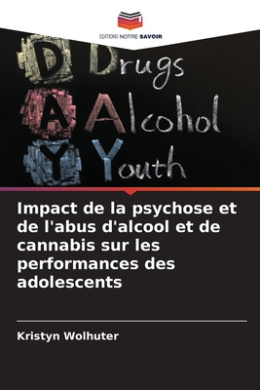 EDITIONS NOTRE SAVOIR
D Drugs
A Alcohol
Y Youth
Impact de la psychose et
de l'abus d'alcool et de
cannabis sur les
performances des
adolescents
Kristyn Wolhuter